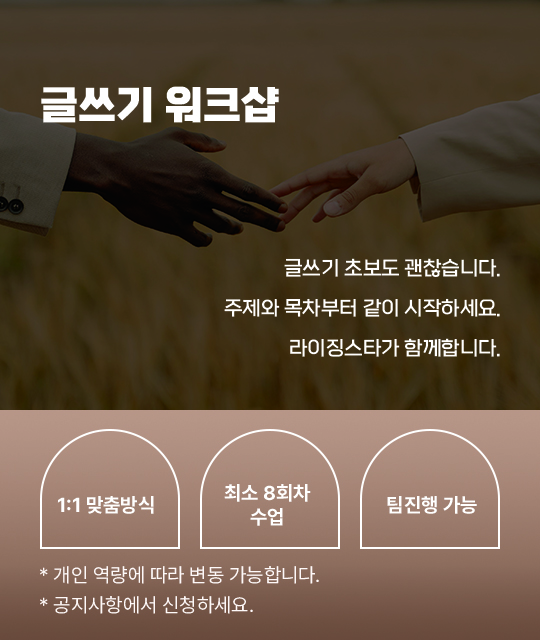 글쓰기 워크샵
글쓰기 초보도 괜찮습니다.
주제와 목차부터 같이 시작하세요.
라이징스타가 함께합니다.
1:1 맞춤방식
최소 8회차
수업
팀진행 가능
* 개인 역량에 따라 변동 가능합니다.
* 공지사항에서 신청하세요.